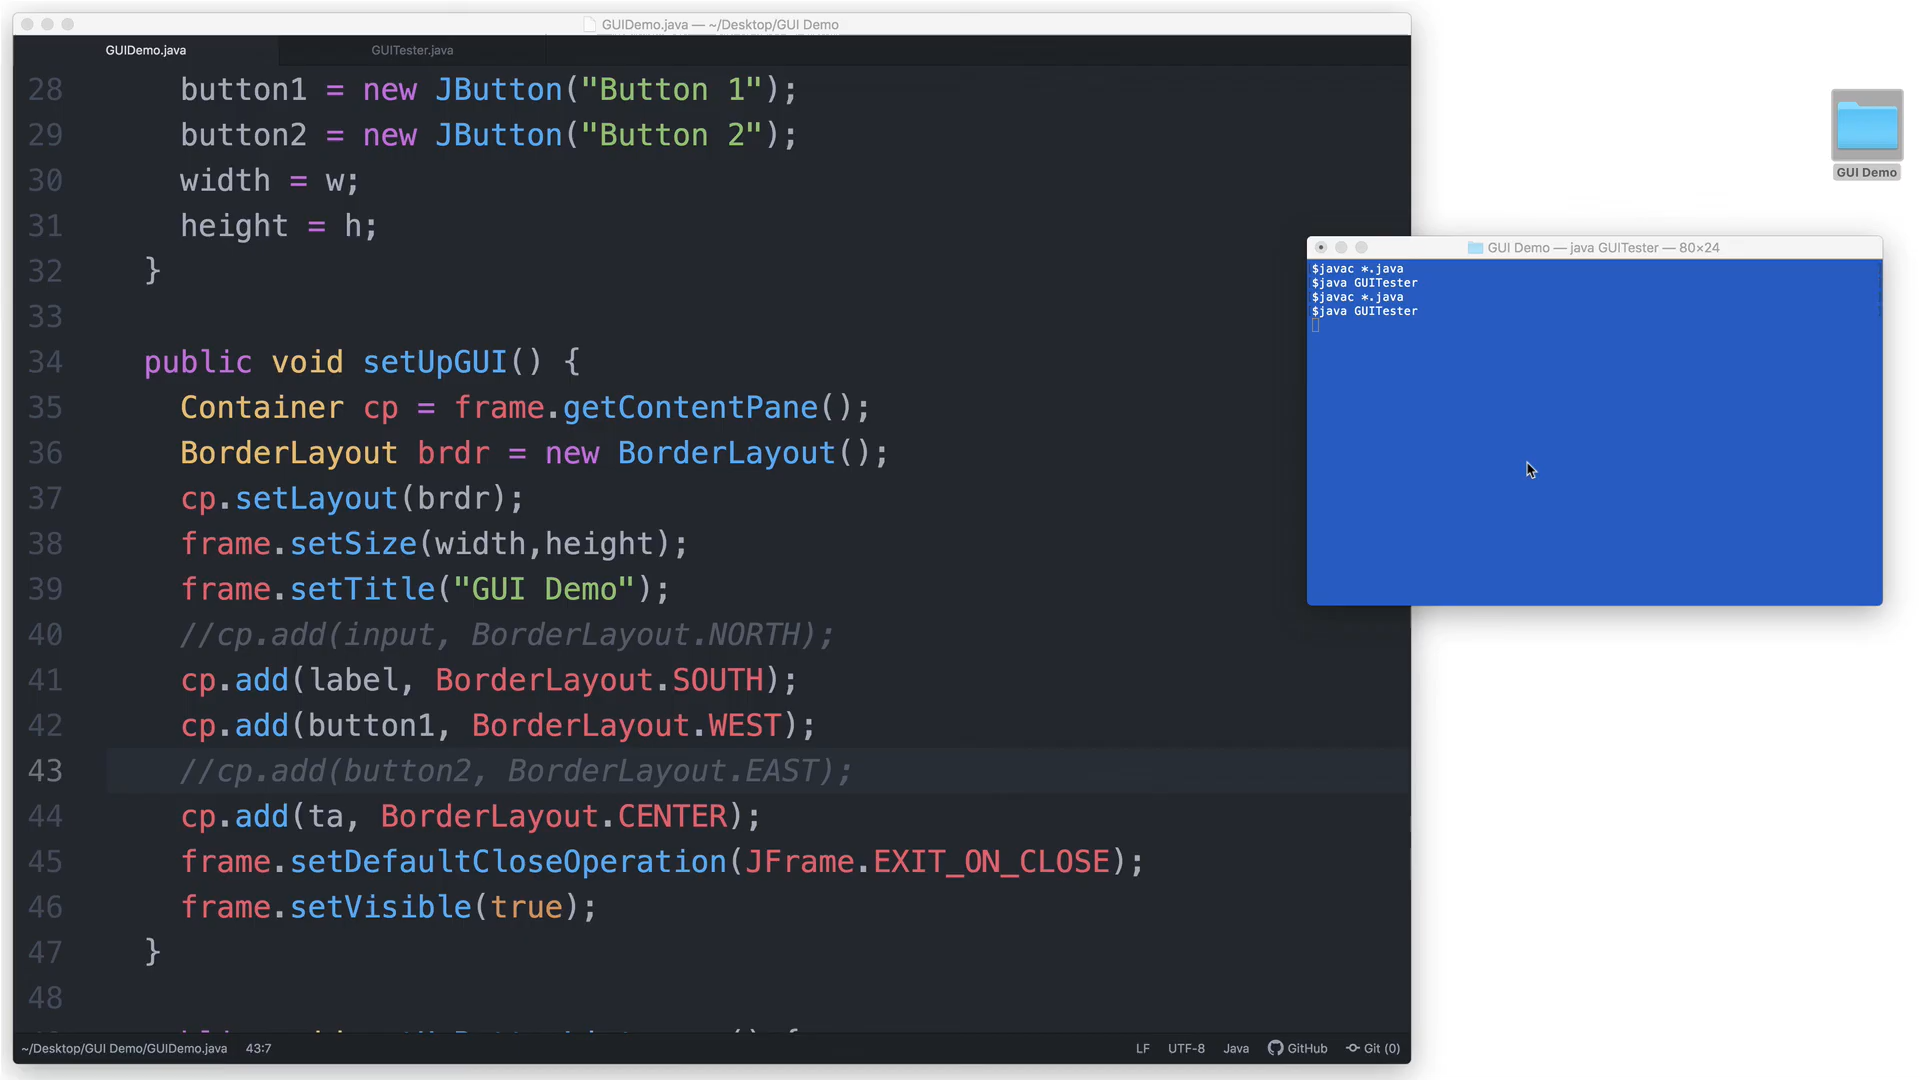 GUIDemo.java — ~/Desktop/GUI Demo
GUIDemo.java
GUITester.java
28 button1 = new JButton("Button 1");
29 button2 = new JButton("Button 2");
30 width = w;
31 height = h;
32 }
33
34 public void setUpGUI() {
35 Container cp = frame.getContentPane();
36 BorderLayout brdr = new BorderLayout();
37 cp.setLayout(brdr);
38 frame.setSize(width,height);
39 frame.setTitle("GUI Demo");
40 //cp.add(input, BorderLayout.NORTH);
41 cp.add(label, BorderLayout.SOUTH);
42 cp.add(button1, BorderLayout.WEST);
43 //cp.add(button2, BorderLayout.EAST);
44 cp.add(ta, BorderLayout.CENTER);
45 frame.setDefaultCloseOperation(JFrame.EXIT_ON_CLOSE);
46 frame.setVisible(true);
47 }
48
~/Desktop/GUI Demo/GUIDemo.java 43:7
LF UTF-8 Java GitHub Git (0)
GUI Demo
GUI Demo — java GUITester — 80×24
$javac *.java
$java GUITester
$javac *.java
$java GUITester